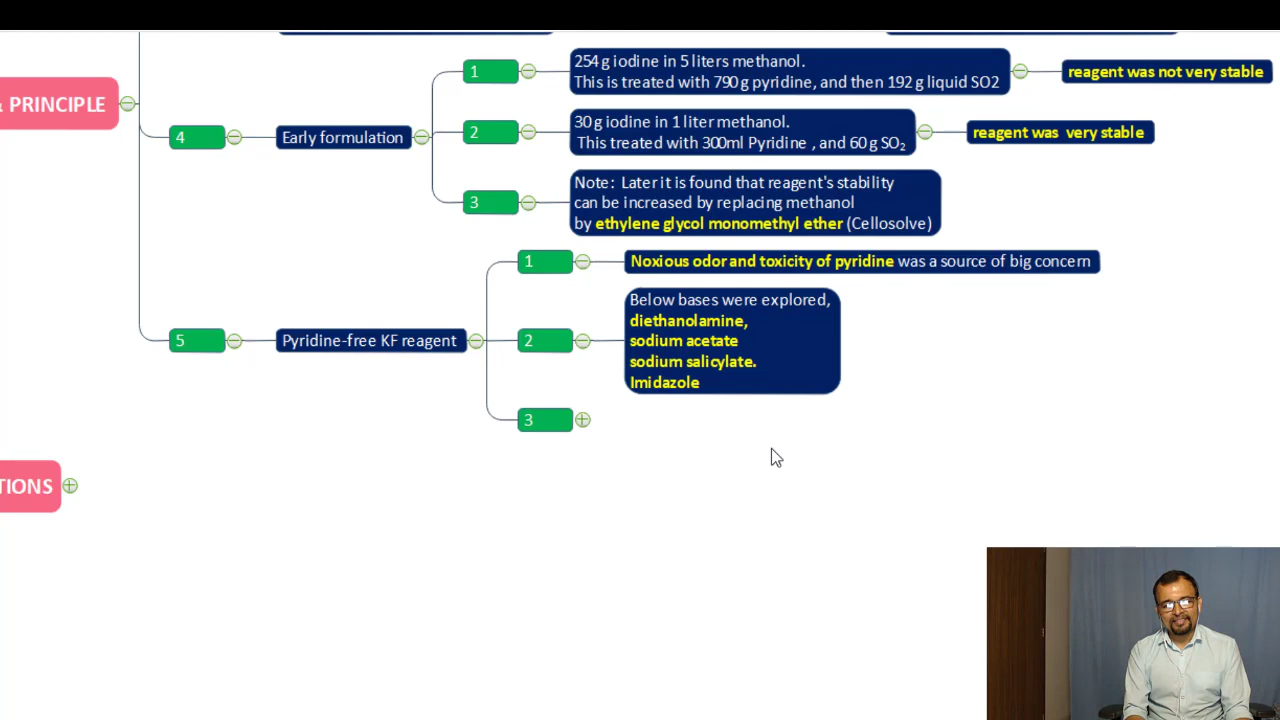 & PRINCIPLE
4
Early formulation
1
254 g iodine in 5 liters methanol.
This is treated with 790 g pyridine, and then 192 g liquid SO2
reagent was not very stable
2
30 g iodine in 1 liter methanol.
This treated with 300ml Pyridine , and 60 g SO₂
reagent was very stable
3
Note: Later it is found that reagent's stability
can be increased by replacing methanol
by ethylene glycol monomethyl ether (Cellosolve)
5
Pyridine-free KF reagent
1
Noxious odor and toxicity of pyridine was a source of big concern
2
Below bases were explored,
diethanolamine,
sodium acetate
sodium salicylate.
Imidazole
3
TIONS